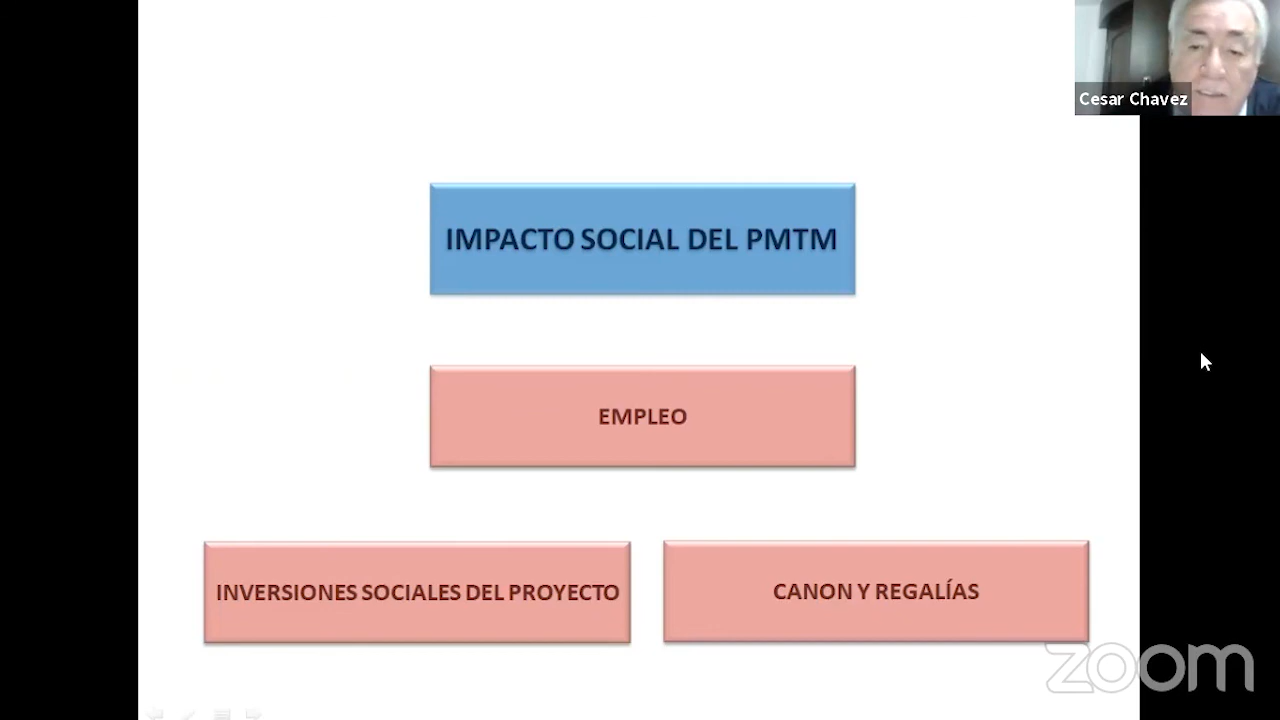 Cesar Chavez
IMPACTO SOCIAL DEL PMTM
EMPLEO
INVERSIONES SOCIALES DEL PROYECTO
CANON Y REGALÍAS
zoom